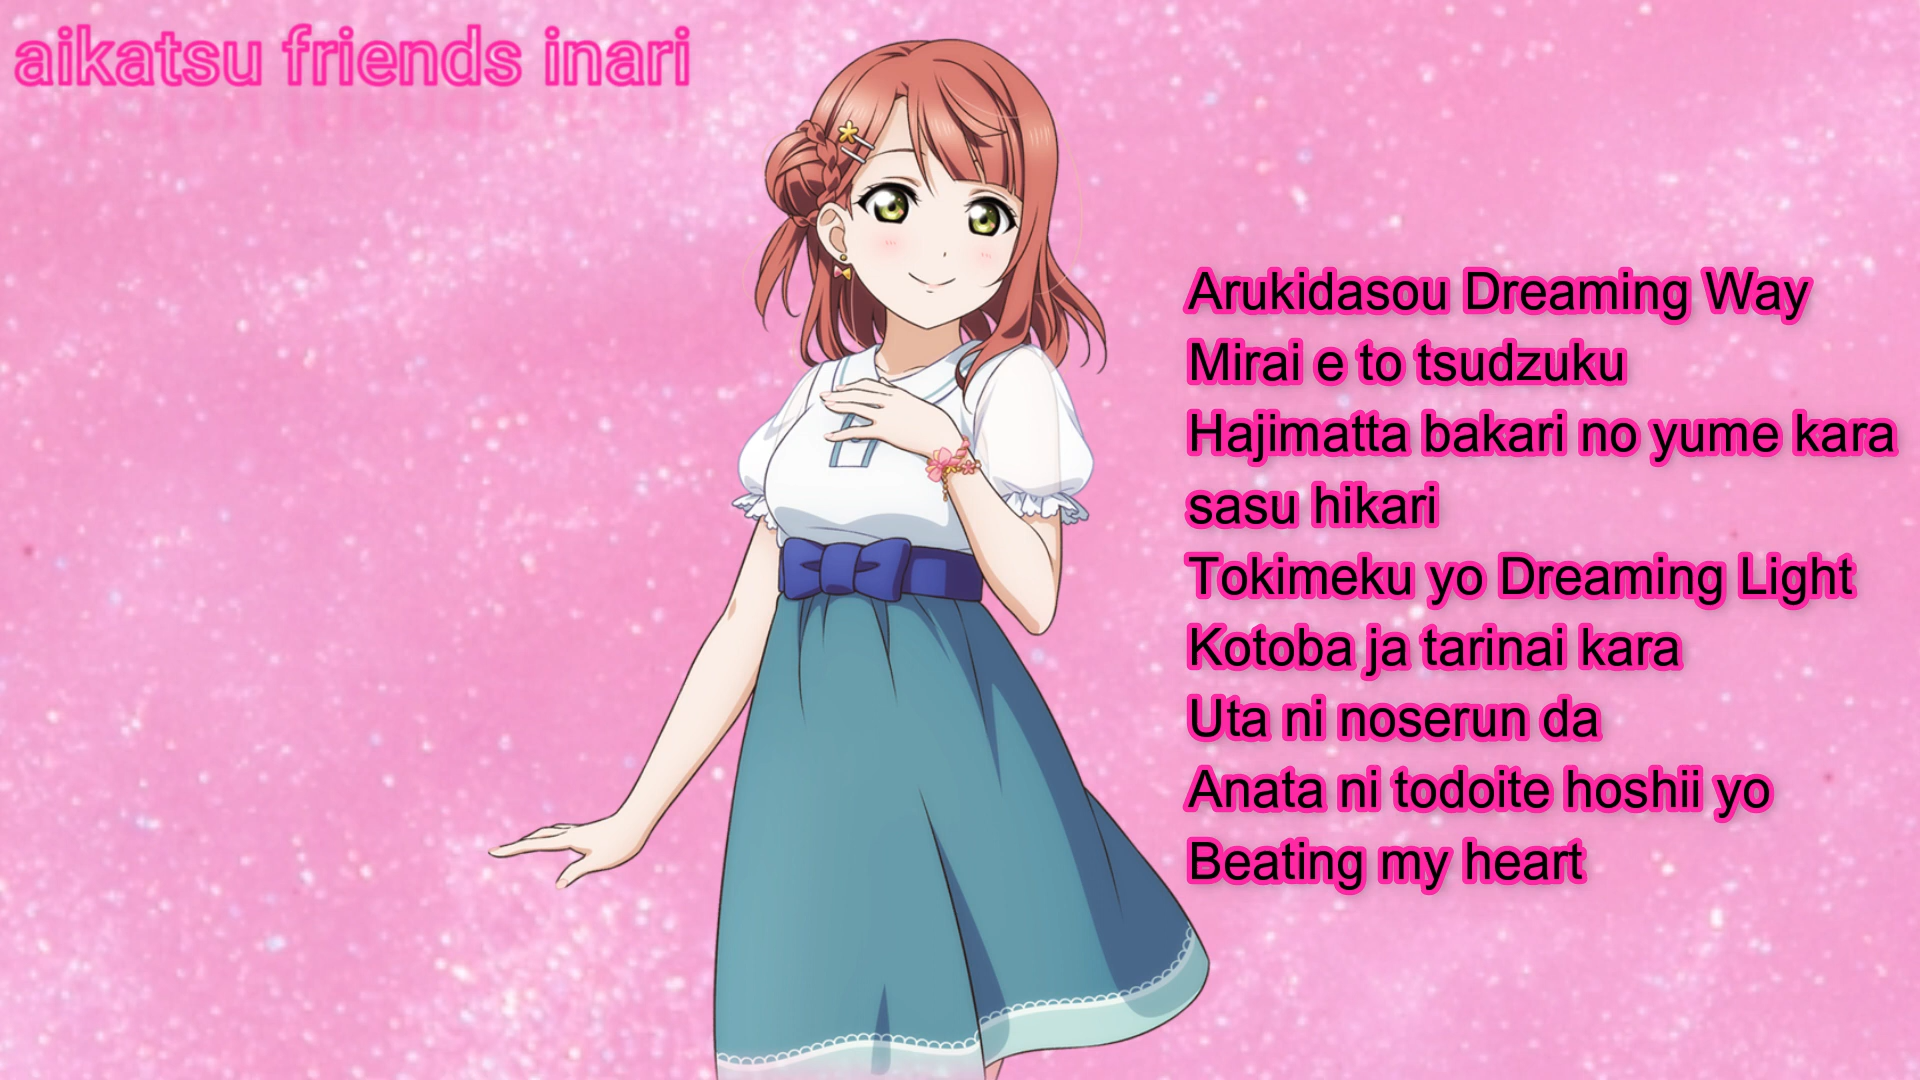 aikatsu friends inari
Arukidasou Dreaming Way
Mirai e to tsudzuku
Hajimatta bakari no yume kara
sasu hikari
Tokimeku yo Dreaming Light
Kotoba ja tarinai kara
Uta ni noserun da
Anata ni todoite hoshii yo
Beating my heart